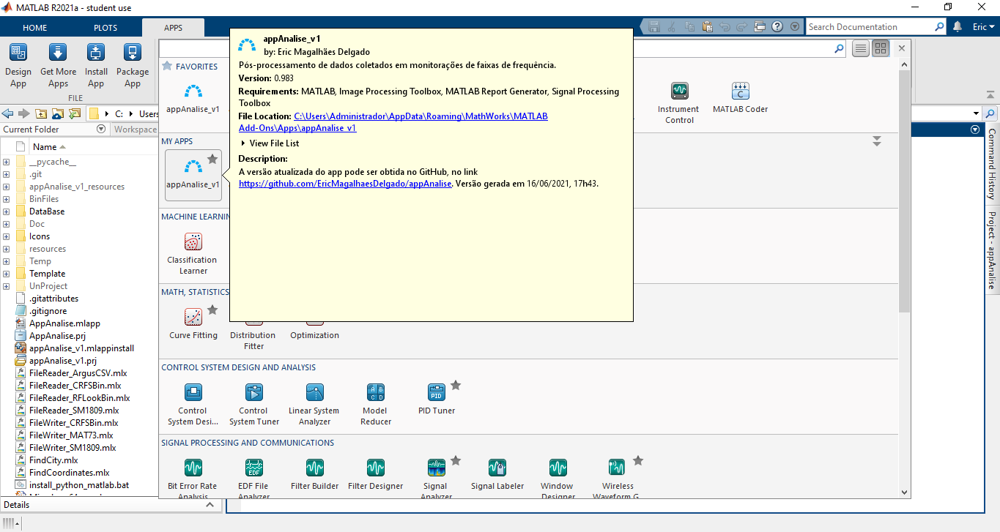 MATLAB R2021a - student use
HOME
PLOTS
APPS
Search Documentation
Eric
Design App
Get More Apps
Install App
Package App
FILE
C:
Users
Current Folder
Workspace
Name
__pycache__
.git
appAnalise_v1_resources
BinFiles
DataBase
Doc
Icons
resources
Temp
Template
UnProject
.gitattributes
.gitignore
AppAnalise.mlapp
AppAnalise.prj
appAnalise_v1.mlappinstall
appAnalise_v1.prj
FileReader_ArgusCSV.mlx
FileReader_CRFSBin.mlx
FileReader_RFLookBin.mlx
FileReader_SM1809.mlx
FileWriter_CRFSBin.mlx
FileWriter_MAT73.mlx
FileWriter_SM1809.mlx
FindCity.mlx
FindCoordinates.mlx
install_python_matlab.bat
Details
FAVORITES
appAnalise_v1
Instrument Control
MATLAB Coder
MY APPS
appAnalise_v1
appAnalise_v1
by: Eric Magalhães Delgado
Pós-processamento de dados coletados em monitorações de faixas de frequência.
Version: 0.983
Requirements: MATLAB, Image Processing Toolbox, MATLAB Report Generator, Signal Processing
Toolbox
File Location: C:\Users\Administrador\AppData\Roaming\MathWorks\MATLAB
Add-Ons\Apps\appAnalise_v1
View File List
Description:
A versão atualizada do app pode ser obtida no GitHub, no link
https://github.com/EricMagalhaesDelgado/appAnalise. Versão gerada em 16/06/2021, 17h43.
MACHINE LEARNIN
Classification
Learner
MATH, STATISTICS
Curve Fitting
Distribution
Fitter
Optimization
CONTROL SYSTEM DESIGN AND ANALYSIS
Control
System Desi...
Control
System Tuner
Linear System
Analyzer
Model
Reducer
PID
PID Tuner
SIGNAL PROCESSING AND COMMUNICATIONS
Bit Error Rate
Analysis
EDF
EDF File
Analyzer
Filter Builder
Filter Designer
Signal
Analyzer
Signal Labeler
Window
Designer
Wireless
Waveform G
Command History
Project - appAnalise